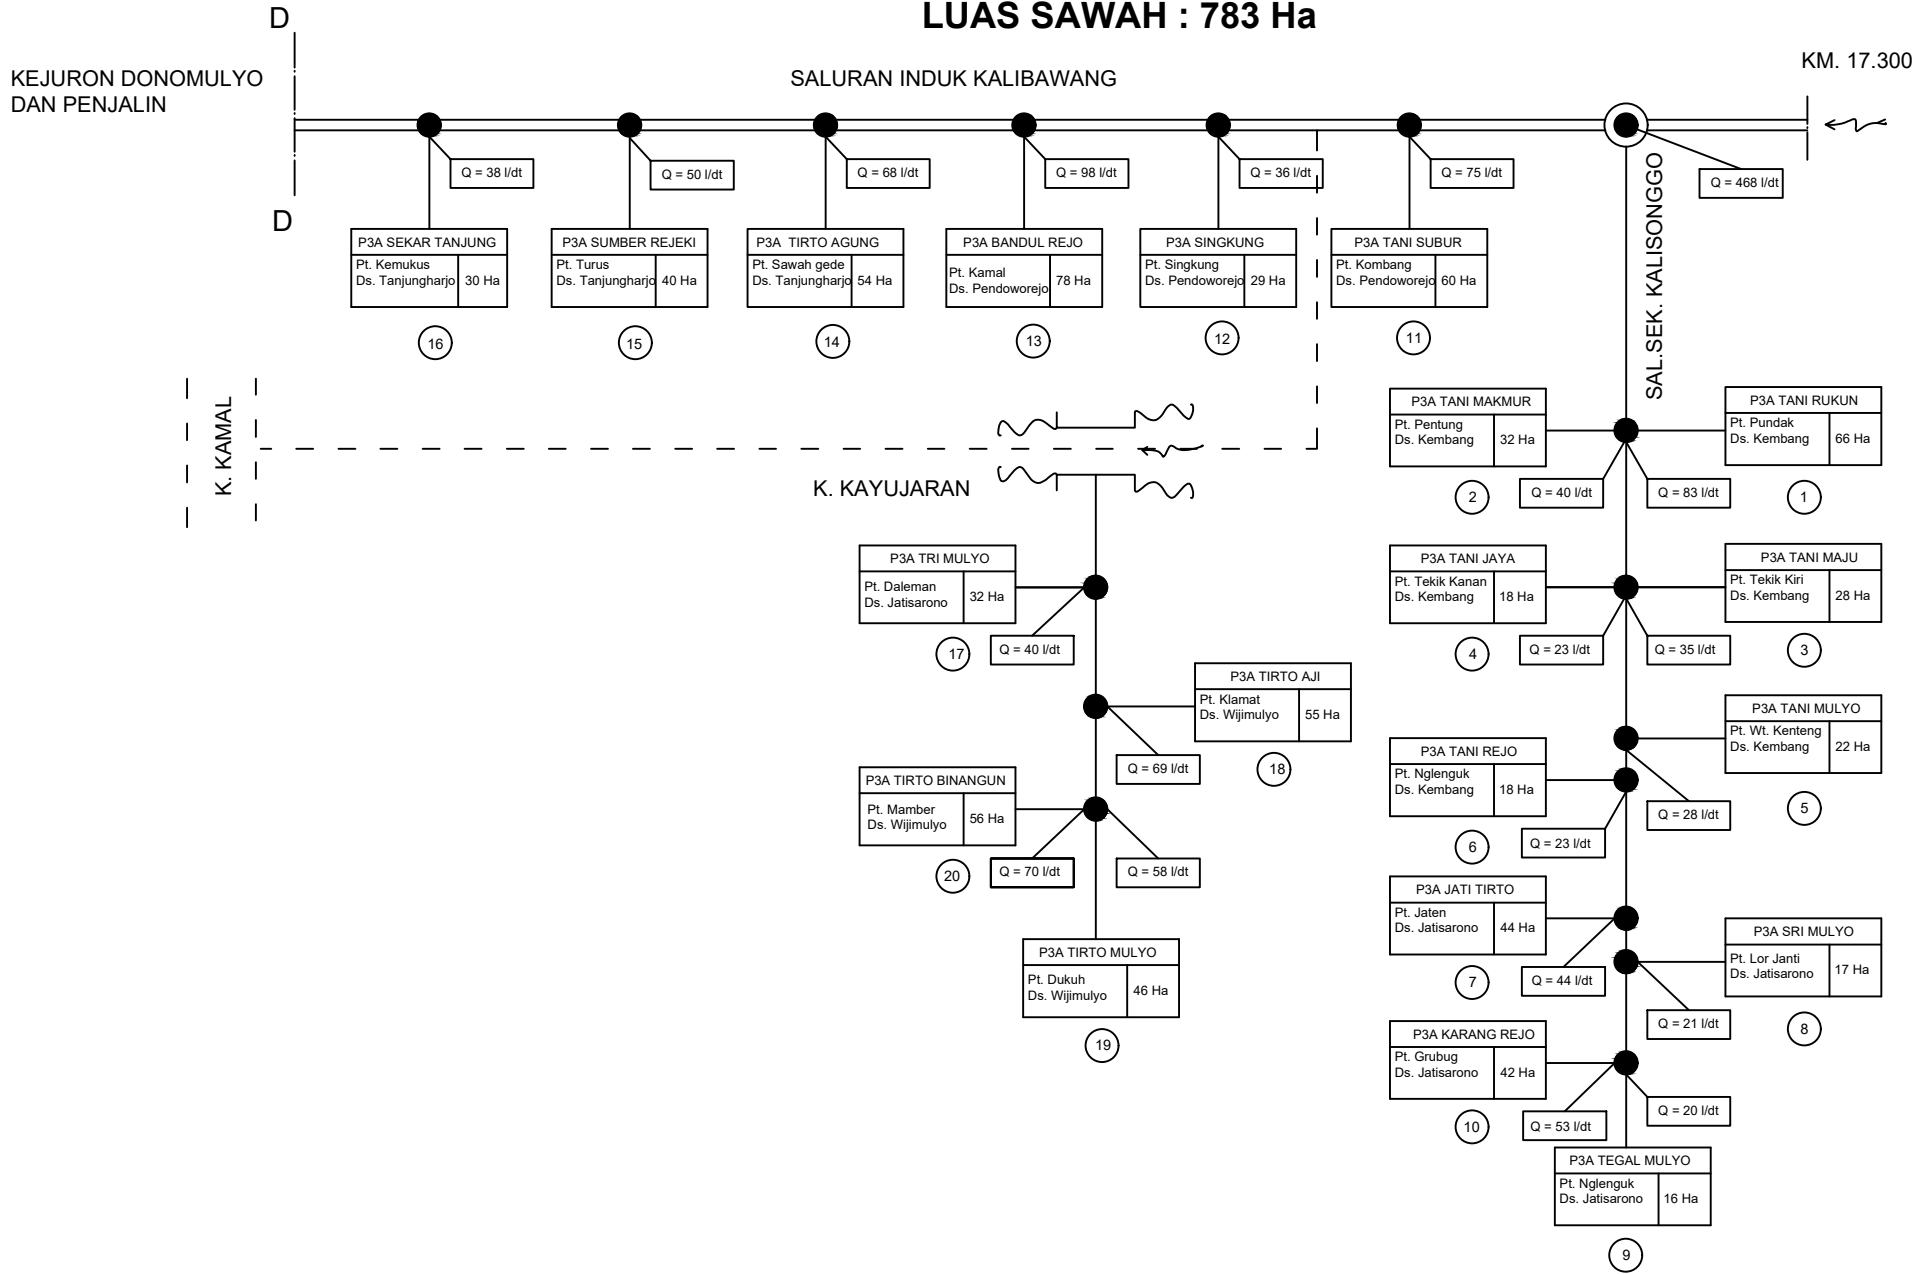 D
LUAS SAWAH : 783 Ha
KEJURON DONOMULYO
DAN PENJALIN
SALURAN INDUK KALIBAWANG
KM. 17.300
Q = 38 l/dt
Q = 50 l/dt
Q = 68 l/dt
Q = 98 l/dt
Q = 36 l/dt
Q = 75 l/dt
Q = 468 l/dt
D
SAL.SEK. KALISONGGO
P3A SEKAR TANJUNG
Pt. Kemukus
Ds. Tanjungharjo
30 Ha
16
P3A SUMBER REJEKI
Pt. Turus
Ds. Tanjungharjo
40 Ha
15
P3A TIRTO AGUNG
Pt. Sawah gede
Ds. Tanjungharjo
54 Ha
14
P3A BANDUL REJO
Pt. Kamal
Ds. Pendoworejo
78 Ha
13
P3A SINGKUNG
Pt. Singkung
Ds. Pendoworejo
29 Ha
12
P3A TANI SUBUR
Pt. Kombang
Ds. Pendoworejo
60 Ha
11
K. KAMAL
K. KAYUJARAN
P3A TANI MAKMUR
Pt. Pentung
Ds. Kembang
32 Ha
2
Q = 40 l/dt
P3A TANI RUKUN
Pt. Pundak
Ds. Kembang
66 Ha
Q = 83 l/dt
1
P3A TRI MULYO
Pt. Daleman
Ds. Jatisarono
32 Ha
17
Q = 40 l/dt
P3A TANI JAYA
Pt. Tekik Kanan
Ds. Kembang
18 Ha
4
Q = 23 l/dt
P3A TANI MAJU
Pt. Tekik Kiri
Ds. Kembang
28 Ha
Q = 35 l/dt
3
P3A TIRTO AJI
Pt. Klamat
Ds. Wijimulyo
55 Ha
Q = 69 l/dt
18
P3A TANI MULYO
Pt. Wt. Kenteng
Ds. Kembang
22 Ha
Q = 28 l/dt
5
P3A TANI REJO
Pt. Nglenguk
Ds. Kembang
18 Ha
6
Q = 23 l/dt
P3A TIRTO BINANGUN
Pt. Mamber
Ds. Wijimulyo
56 Ha
20
Q = 70 l/dt
Q = 58 l/dt
P3A JATI TIRTO
Pt. Jaten
Ds. Jatisarono
44 Ha
7
Q = 44 l/dt
P3A SRI MULYO
Pt. Lor Janti
Ds. Jatisarono
17 Ha
Q = 21 l/dt
8
P3A TIRTO MULYO
Pt. Dukuh
Ds. Wijimulyo
46 Ha
19
P3A KARANG REJO
Pt. Grubug
Ds. Jatisarono
42 Ha
10
Q = 53 l/dt
Q = 20 l/dt
P3A TEGAL MULYO
Pt. Nglenguk
Ds. Jatisarono
16 Ha
9